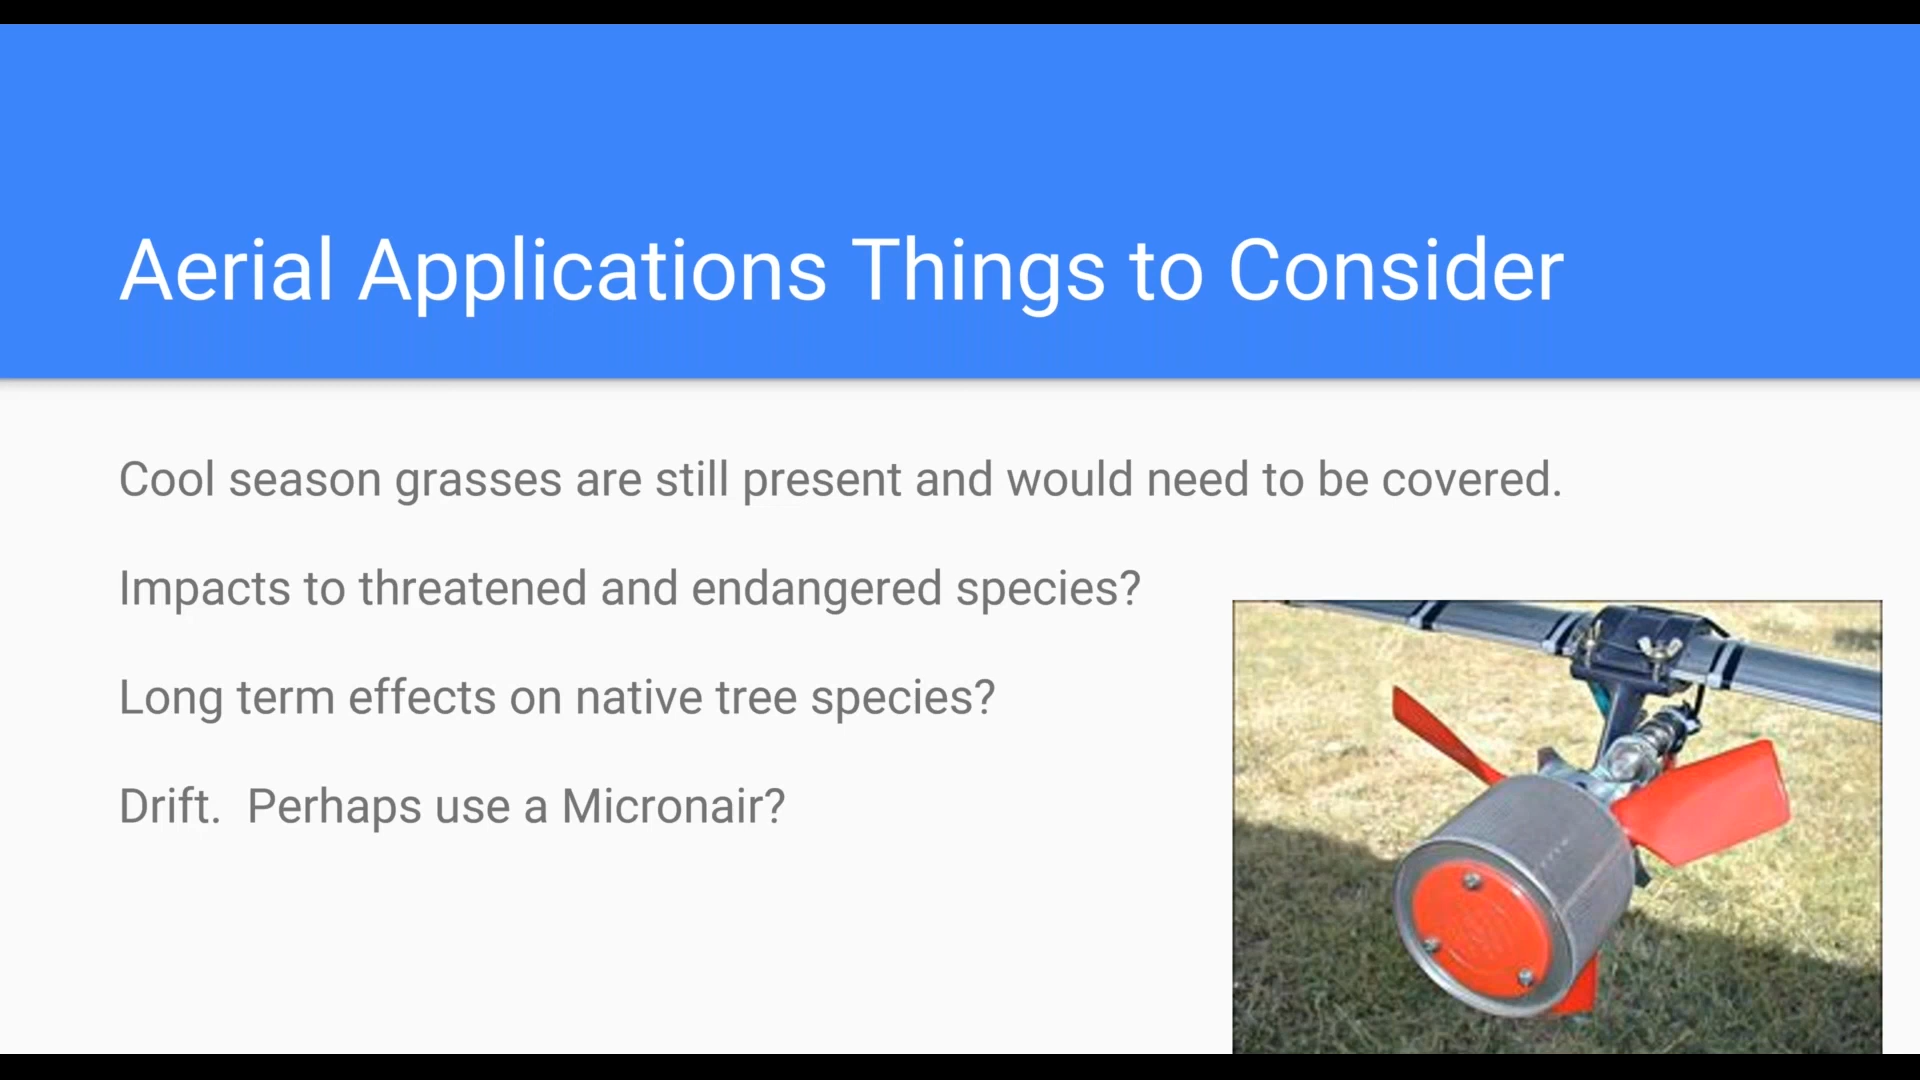 Aerial Applications Things to Consider
Cool season grasses are still present and would need to be covered.
Impacts to threatened and endangered species?
Long term effects on native tree species?
Drift.  Perhaps use a Micronair?